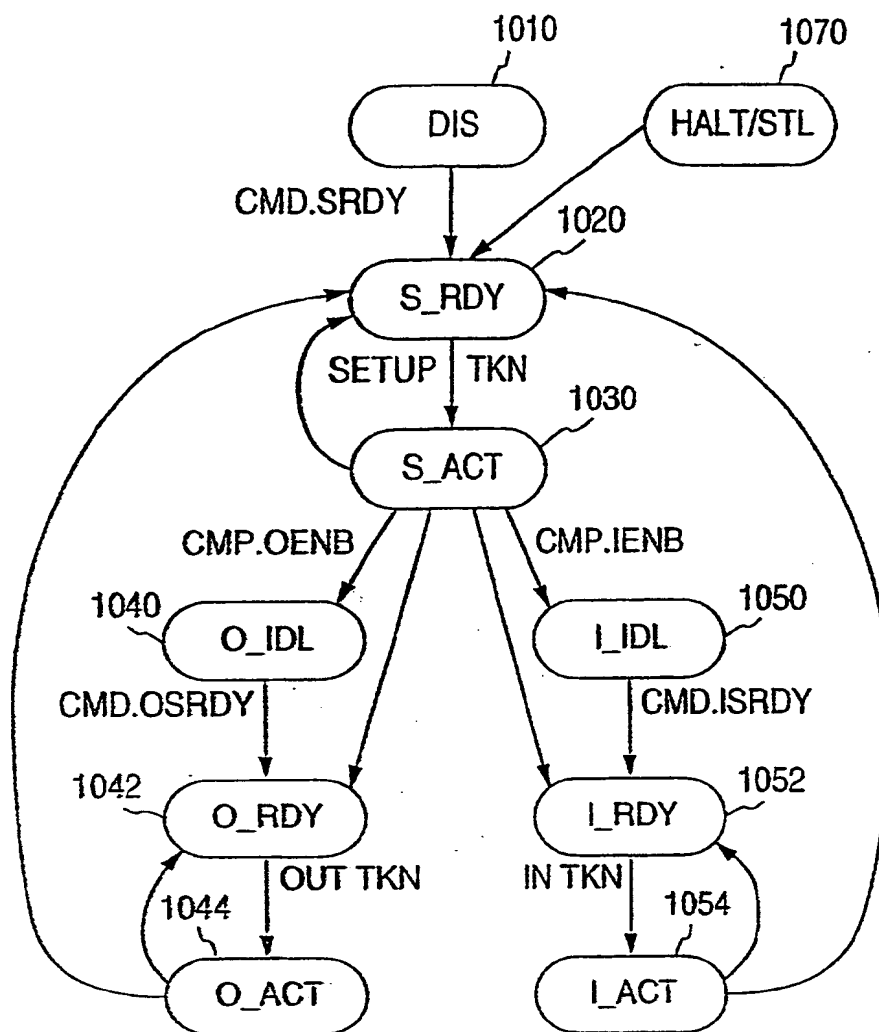 1010
1070
DIS
HALT/STL
CMD.SRDY
1020
S_RDY
SETUP TKN
1030
S_ACT
CMP.OENB
CMP.IENB
1040
1050
O_IDL
I_IDL
CMD.OSRDY
CMD.ISRDY
1042
1052
O_RDY
I_RDY
OUT TKN
IN TKN
1044
1054
O_ACT
I_ACT